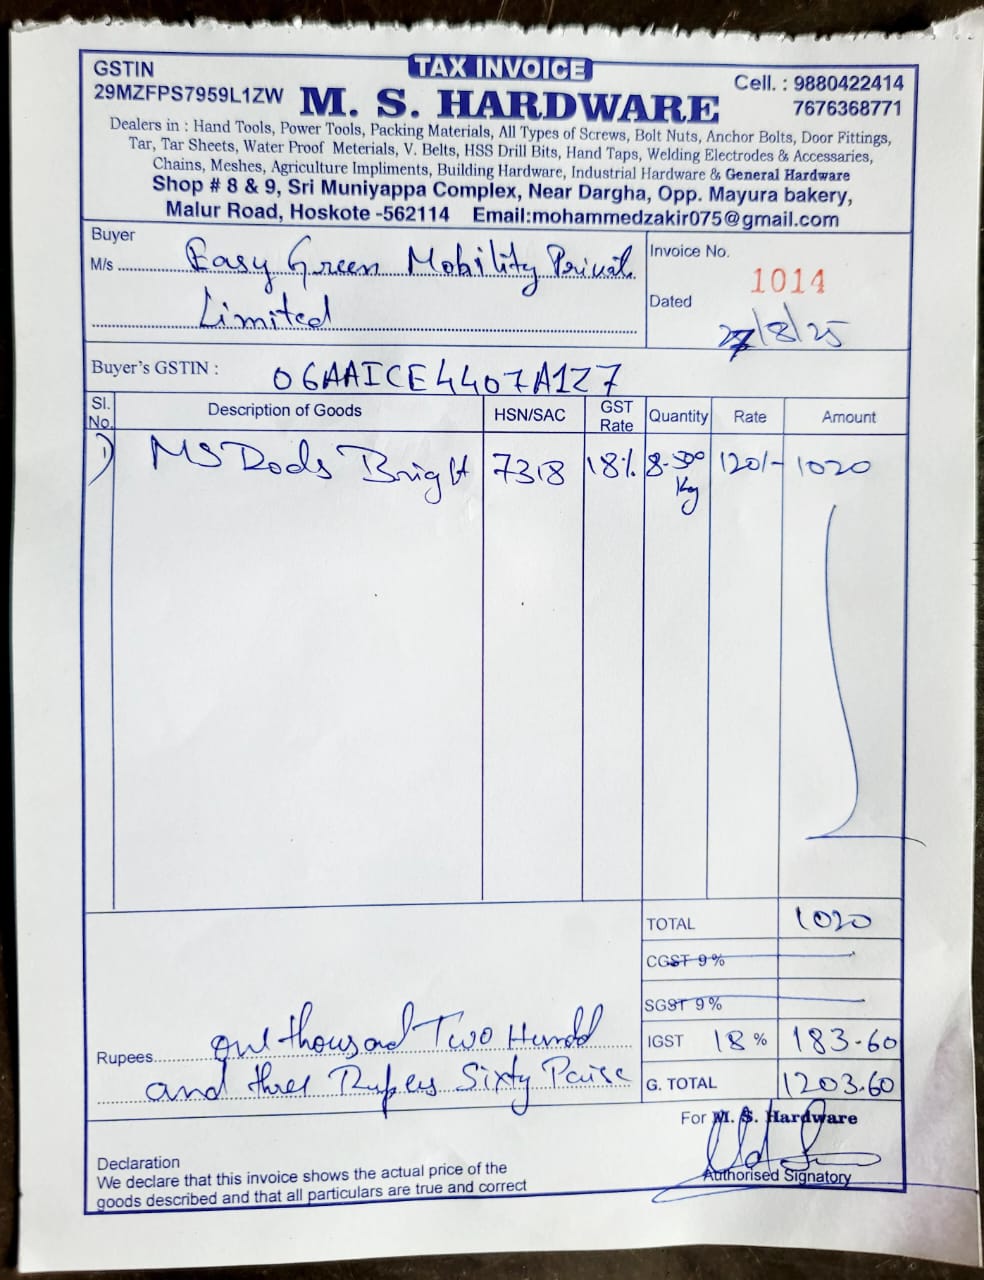 TAX INVOICE
GSTIN
29MZFPS7959L1ZW
Cell. : 9880422414
7676368771
M. S. HARDWARE
Dealers in : Hand Tools, Power Tools, Packing Materials, All Types of Screws, Bolt Nuts, Anchor Bolts, Door Fittings,
Tar, Tar Sheets, Water Proof Meterials, V. Belts, HSS Drill Bits, Hand Taps, Welding Electrodes & Accessaries,
Chains, Meshes, Agriculture Impliments, Building Hardware, Industrial Hardware & General Hardware
Shop # 8 & 9, Sri Muniyappa Complex, Near Dargha, Opp. Mayura bakery,
Malur Road, Hoskote -562114 Email:mohammedzakir075@gmail.com
Buyer
M/s Easy Green Mobility Privat
Limited
Invoice No.
1014
Dated
27/8/25
Buyer's GSTIN : 06AAICE4407A1Z7
Sl. No. Description of Goods HSN/SAC GST Rate Quantity Rate Amount
1) MS Rods Bright 7318 18% 8-500 Kg 120/- 1020
TOTAL 1020
CGST 9%
SGST 9%
IGST 18 % 183-60
G. TOTAL 1203.60
Rupees one thousand Two Hundd
and three Rupees Sixty Paise
For M. S. Hardware
Authorised Signatory
Declaration
We declare that this invoice shows the actual price of the
goods described and that all particulars are true and correct